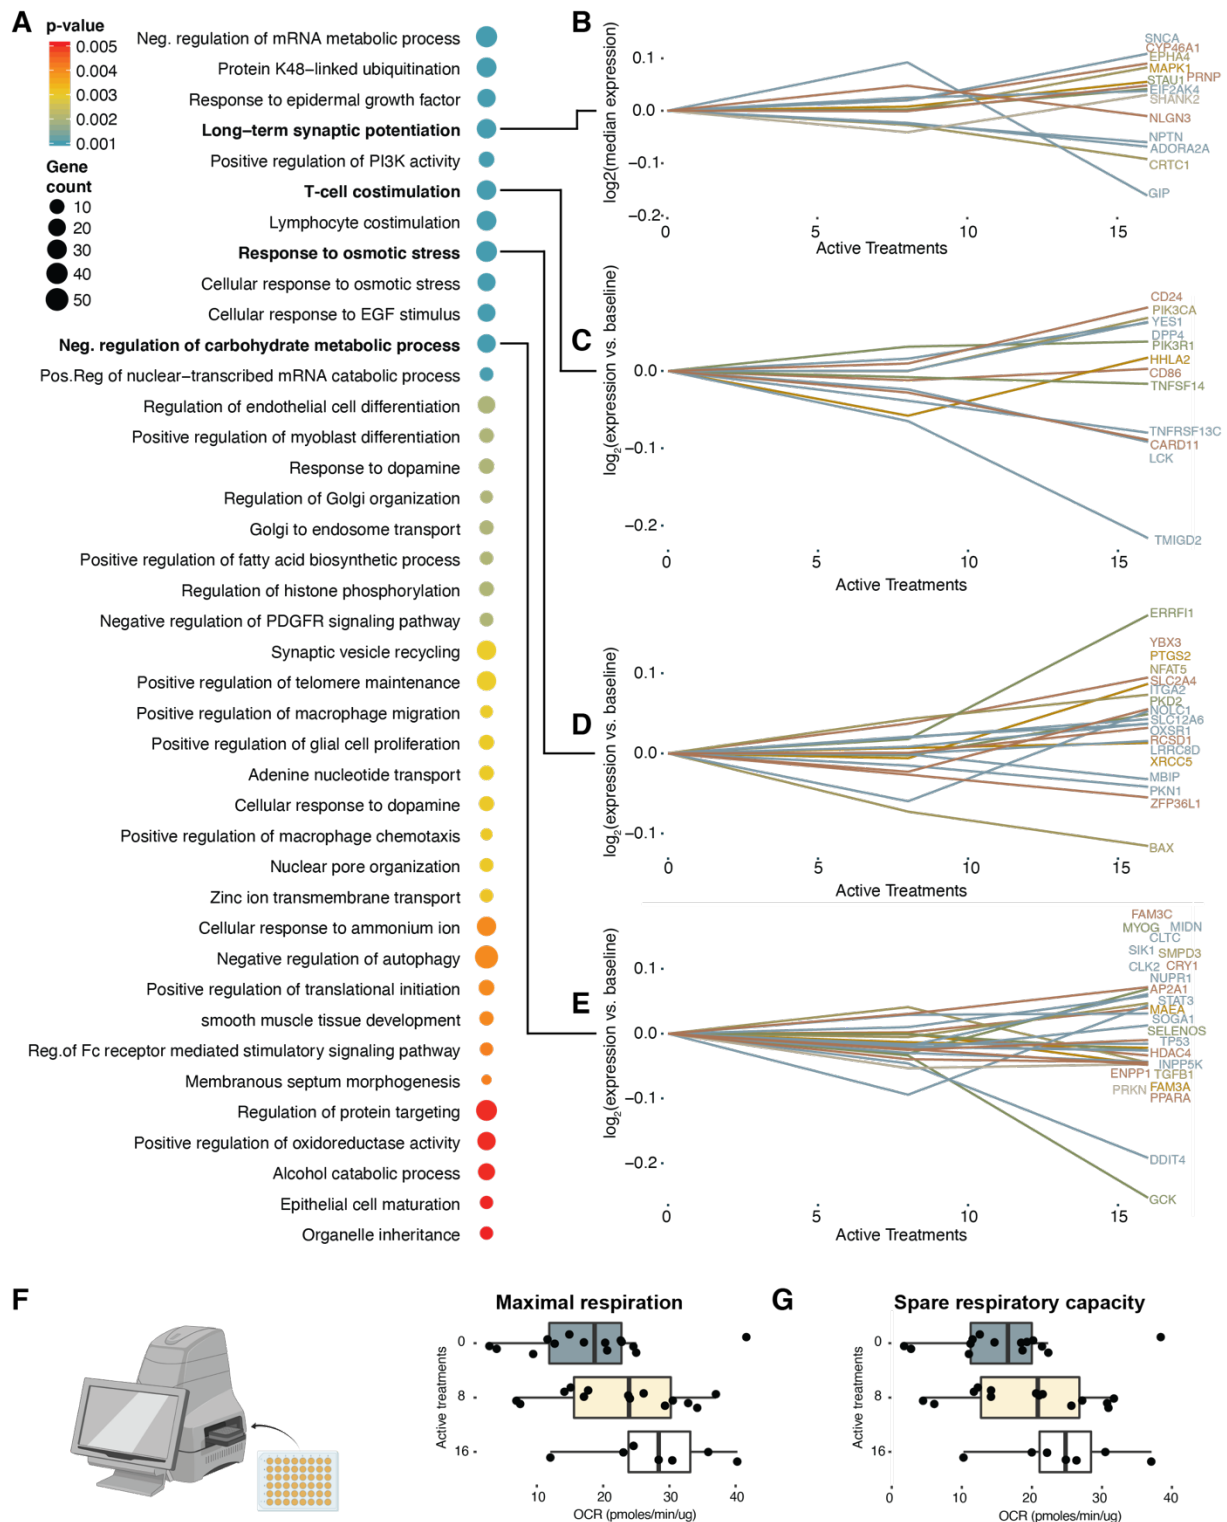 A
p-value
0.005
0.004
0.003
0.002
0.001
Gene
count
10
20
30
40
50
Neg. regulation of mRNA metabolic process
Protein K48–linked ubiquitination
Response to epidermal growth factor
Long–term synaptic potentiation
Positive regulation of PI3K activity
T-cell costimulation
Lymphocyte costimulation
Response to osmotic stress
Cellular response to osmotic stress
Cellular response to EGF stimulus
Neg. regulation of carbohydrate metabolic process
Pos.Reg of nuclear–transcribed mRNA catabolic process
Regulation of endothelial cell differentiation
Positive regulation of myoblast differentiation
Response to dopamine
Regulation of Golgi organization
Golgi to endosome transport
Positive regulation of fatty acid biosynthetic process
Regulation of histone phosphorylation
Negative regulation of PDGFR signaling pathway
Synaptic vesicle recycling
Positive regulation of telomere maintenance
Positive regulation of macrophage migration
Positive regulation of glial cell proliferation
Adenine nucleotide transport
Cellular response to dopamine
Positive regulation of macrophage chemotaxis
Nuclear pore organization
Zinc ion transmembrane transport
Cellular response to ammonium ion
Negative regulation of autophagy
Positive regulation of translational initiation
smooth muscle tissue development
Reg.of Fc receptor mediated stimulatory signaling pathway
Membranous septum morphogenesis
Regulation of protein targeting
Positive regulation of oxidoreductase activity
Alcohol catabolic process
Epithelial cell maturation
Organelle inheritance
B
log2(median expression)
0.1
0.0
−0.1
−0.2
0 5 10 15
Active Treatments
SNCA
CYP46A1
EPHA4
MAPK1
STAU1 PRNP
EIF2AK4
SHANK2
NLGN3
NPTN
ADORA2A
CRTC1
GIP
C
log2(expression vs. baseline)
0.0
−0.1
−0.2
0 5 10 15
Active Treatments
CD24
PIK3CA
YES1
DPP4
PIK3R1
HHLA2
CD86
TNFSF14
TNFRSF13C
CARD11
LCK
TMIGD2
D
log2(expression vs. baseline)
0.1
0.0
−0.1
0 5 10 15
Active Treatments
ERRFI1
YBX3
PTGS2
NFAT5
SLC2A4
ITGA2
PKD2
NOLC1
SLC12A6
OXSR1
RCSD1
LRRC8D
XRCC5
MBIP
PKN1
ZFP36L1
BAX
E
log2(expression vs. baseline)
0.1
0.0
−0.1
−0.2
0 5 10 15
Active Treatments
FAM3C
MYOG MIDN
CLTC
SIK1 SMPD3
CLK2 CRY1
NUPR1
AP2A1
STAT3
MAEA
SOGA1
SELENOS
TP53
HDAC4
INPP5K
ENPP1 TGFB1
PRKN FAM3A
PPARA
DDIT4
GCK
F
Maximal respiration
Active treatments
0
8
16
10 20 30 40
OCR (pmoles/min/ug)
G
Spare respiratory capacity
Active treatments
0
8
16
0 10 20 30 40
OCR (pmoles/min/ug)